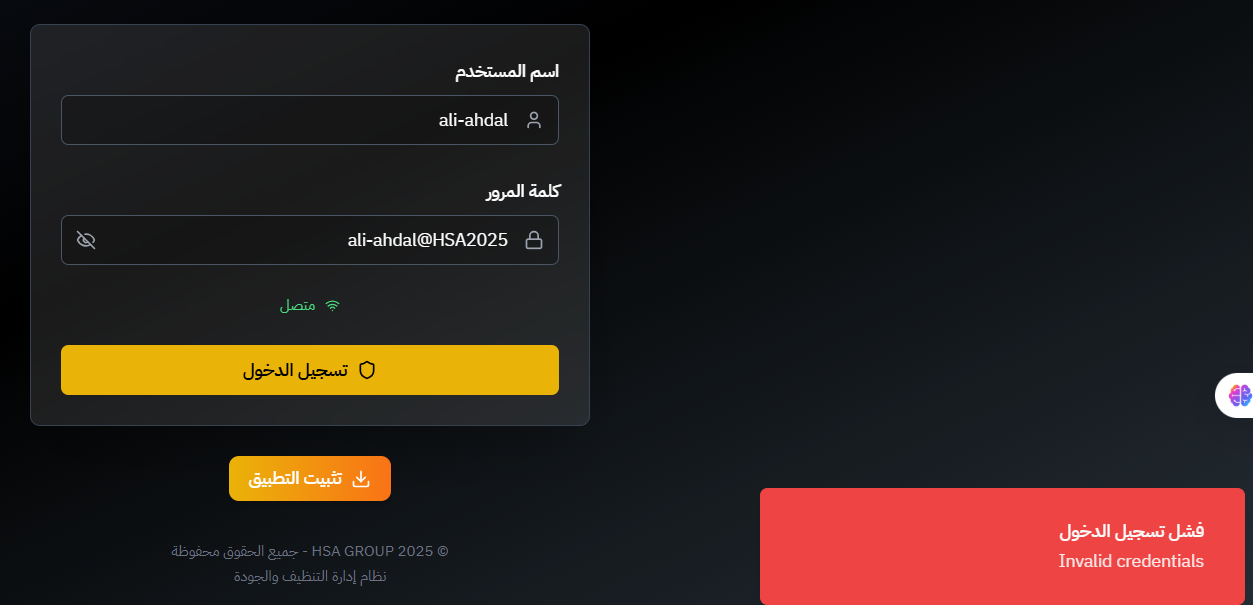 اسم المستخدم
ali-ahdal
كلمة المرور
ali-ahdal@HSA2025
متصل
تسجيل الدخول
تثبيت التطبيق
© 2025 HSA GROUP - جميع الحقوق محفوظة
نظام إدارة التنظيف والجودة
فشل تسجيل الدخول
Invalid credentials